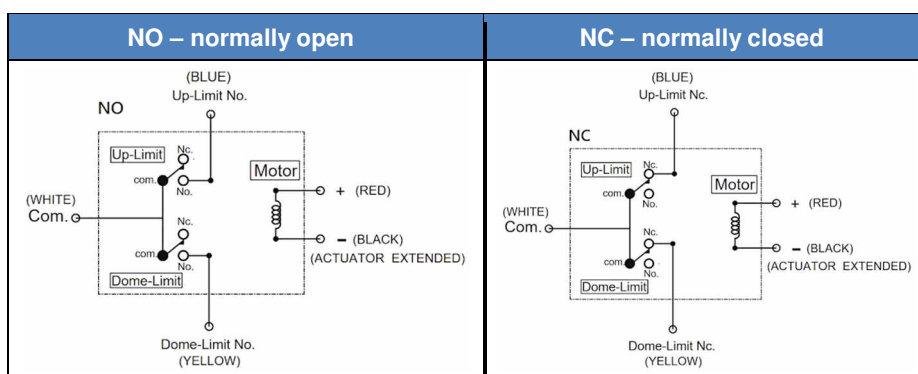 NO – normally open
(BLUE)
Up-Limit No.
NO
Up-Limit
Nc.
com.
No.
Motor
+ (RED)
(WHITE)
Com.
Nc.
com.
No.
- (BLACK)
(ACTUATOR EXTENDED)
Dome-Limit
Dome-Limit No.
(YELLOW)
NC – normally closed
(BLUE)
Up-Limit Nc.
NC
Up-Limit
Nc.
com.
No.
Motor
+ (RED)
(WHITE)
Com.
Nc.
com.
No.
- (BLACK)
(ACTUATOR EXTENDED)
Dome-Limit
Dome-Limit Nc.
(YELLOW)